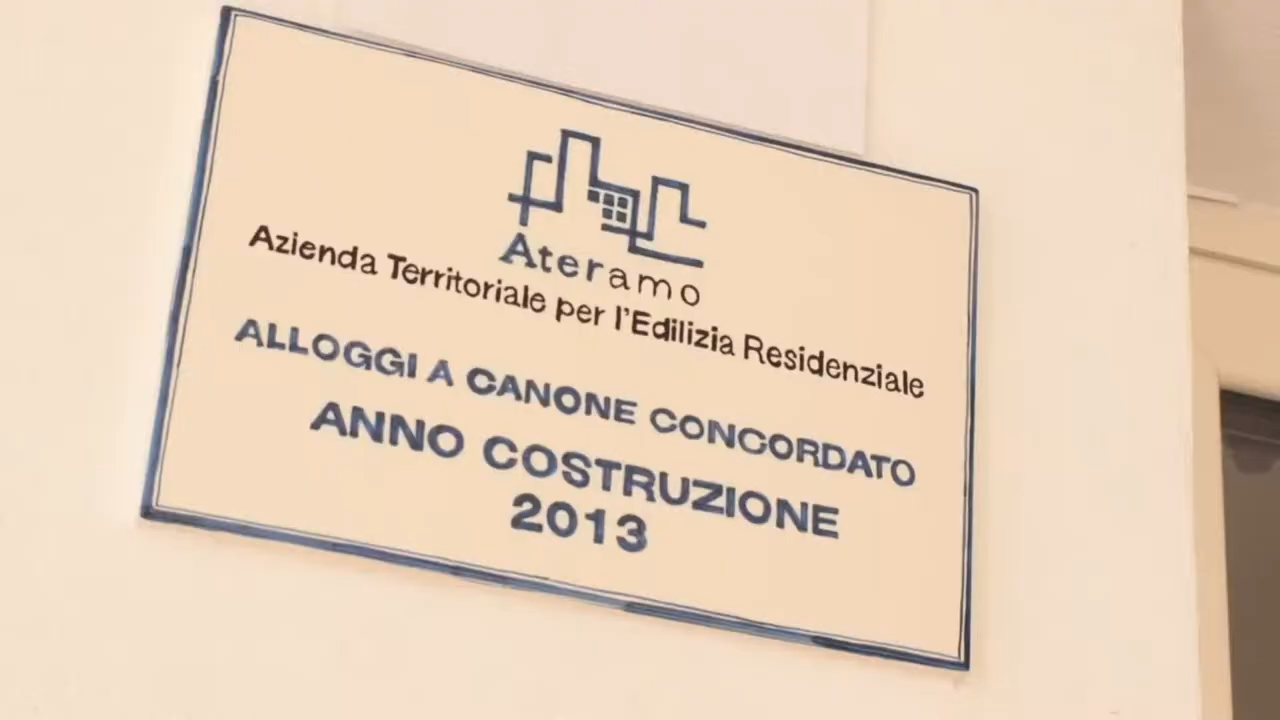 Ateramo
Azienda Territoriale per l'Edilizia Residenziale
ALLOGGI A CANONE CONCORDATO
ANNO COSTRUZIONE
2013